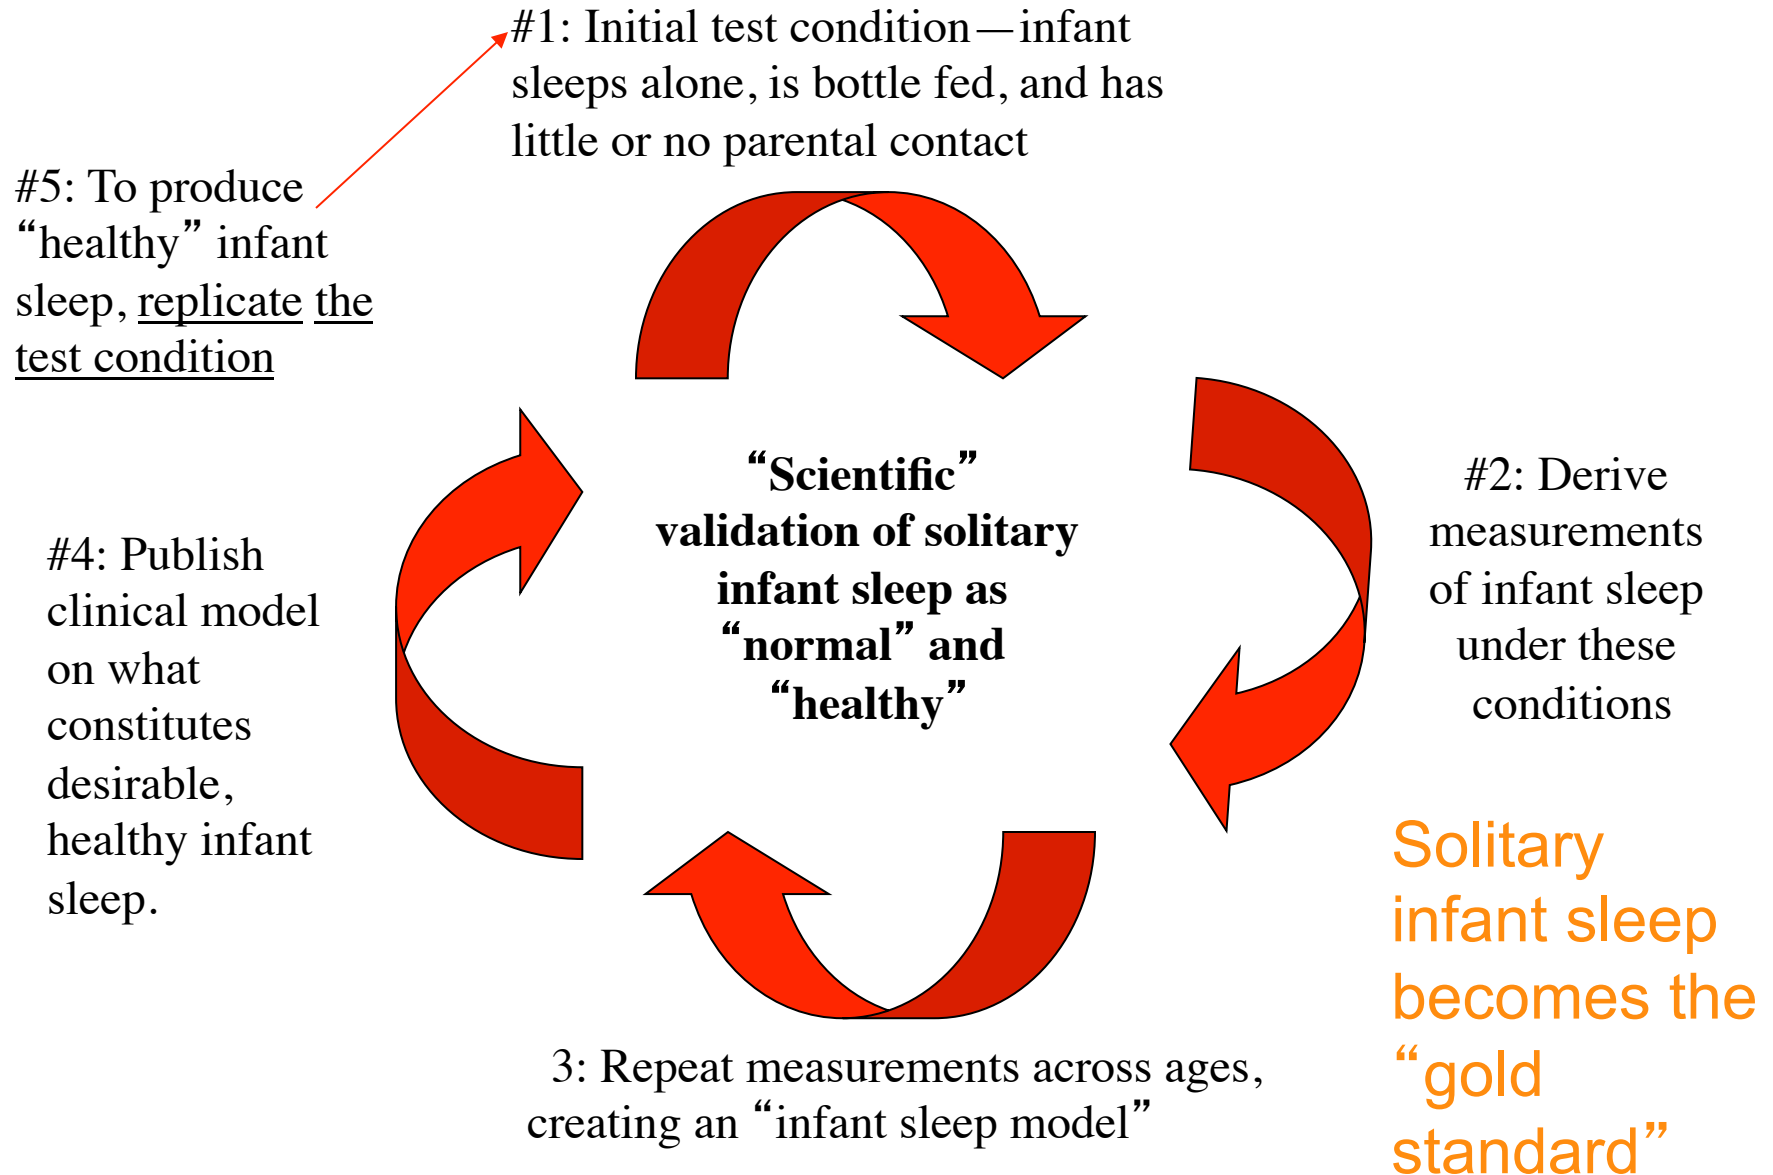 #1: Initial test condition—infant
sleeps alone, is bottle fed, and has
little or no parental contact
#2: Derive
measurements
of infant sleep
under these
conditions
3: Repeat measurements across ages,
creating an “infant sleep model”
#4: Publish
clinical model
on what
constitutes
desirable,
healthy infant
sleep.
#5: To produce
“healthy” infant
sleep, replicate the
test condition
“Scientific”
validation of solitary
infant sleep as
“normal” and
“healthy”
Solitary
infant sleep
becomes the
“gold
standard”